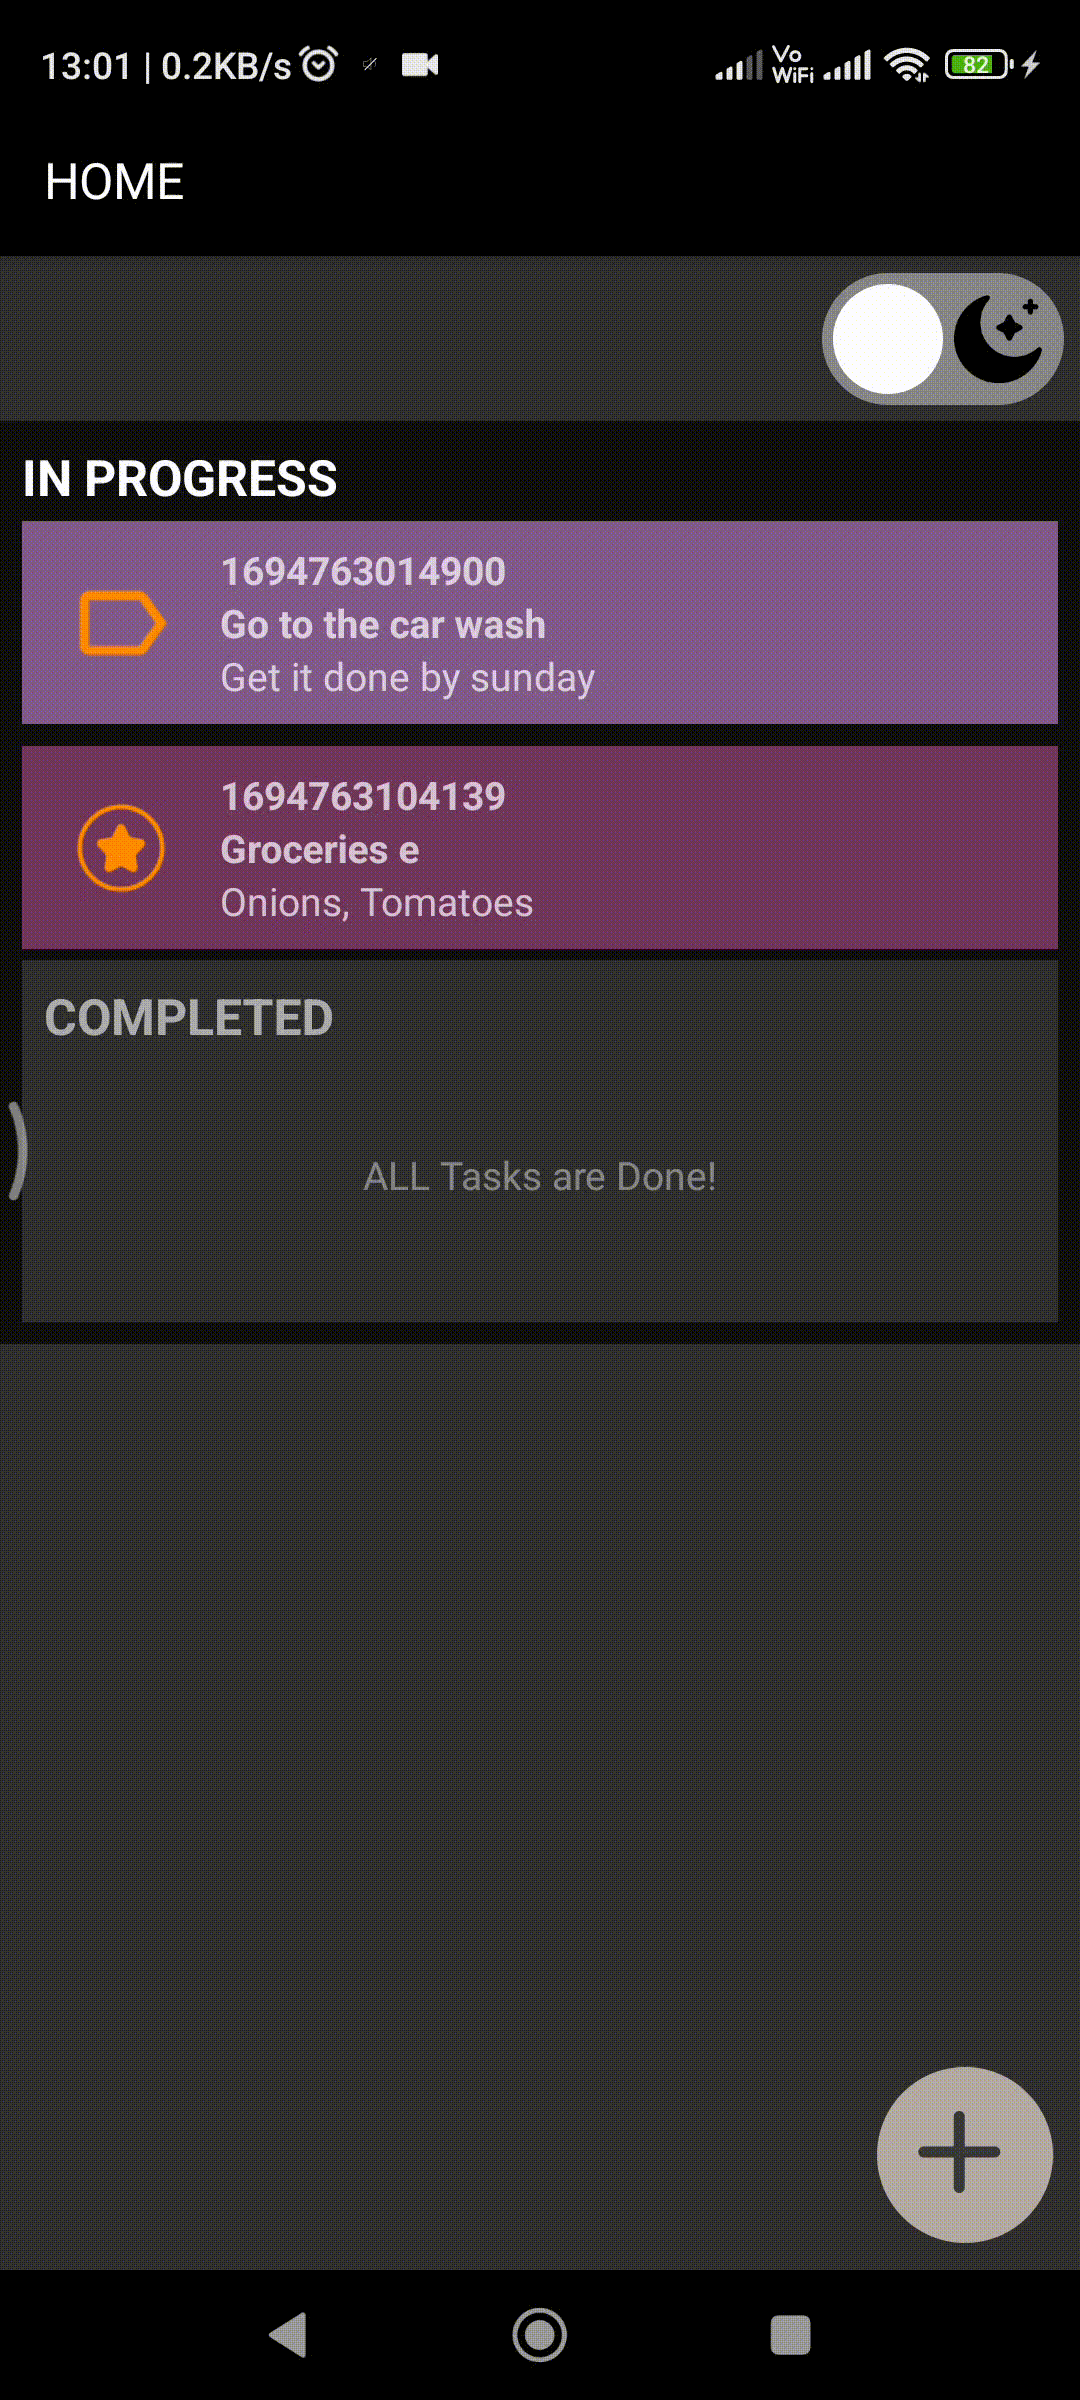 13:01 | 0.2KB/s
Vo
WiFi
82
HOME
IN PROGRESS
1694763014900
Go to the car wash
Get it done by sunday
1694763104139
Groceries e
Onions, Tomatoes
COMPLETED
ALL Tasks are Done!